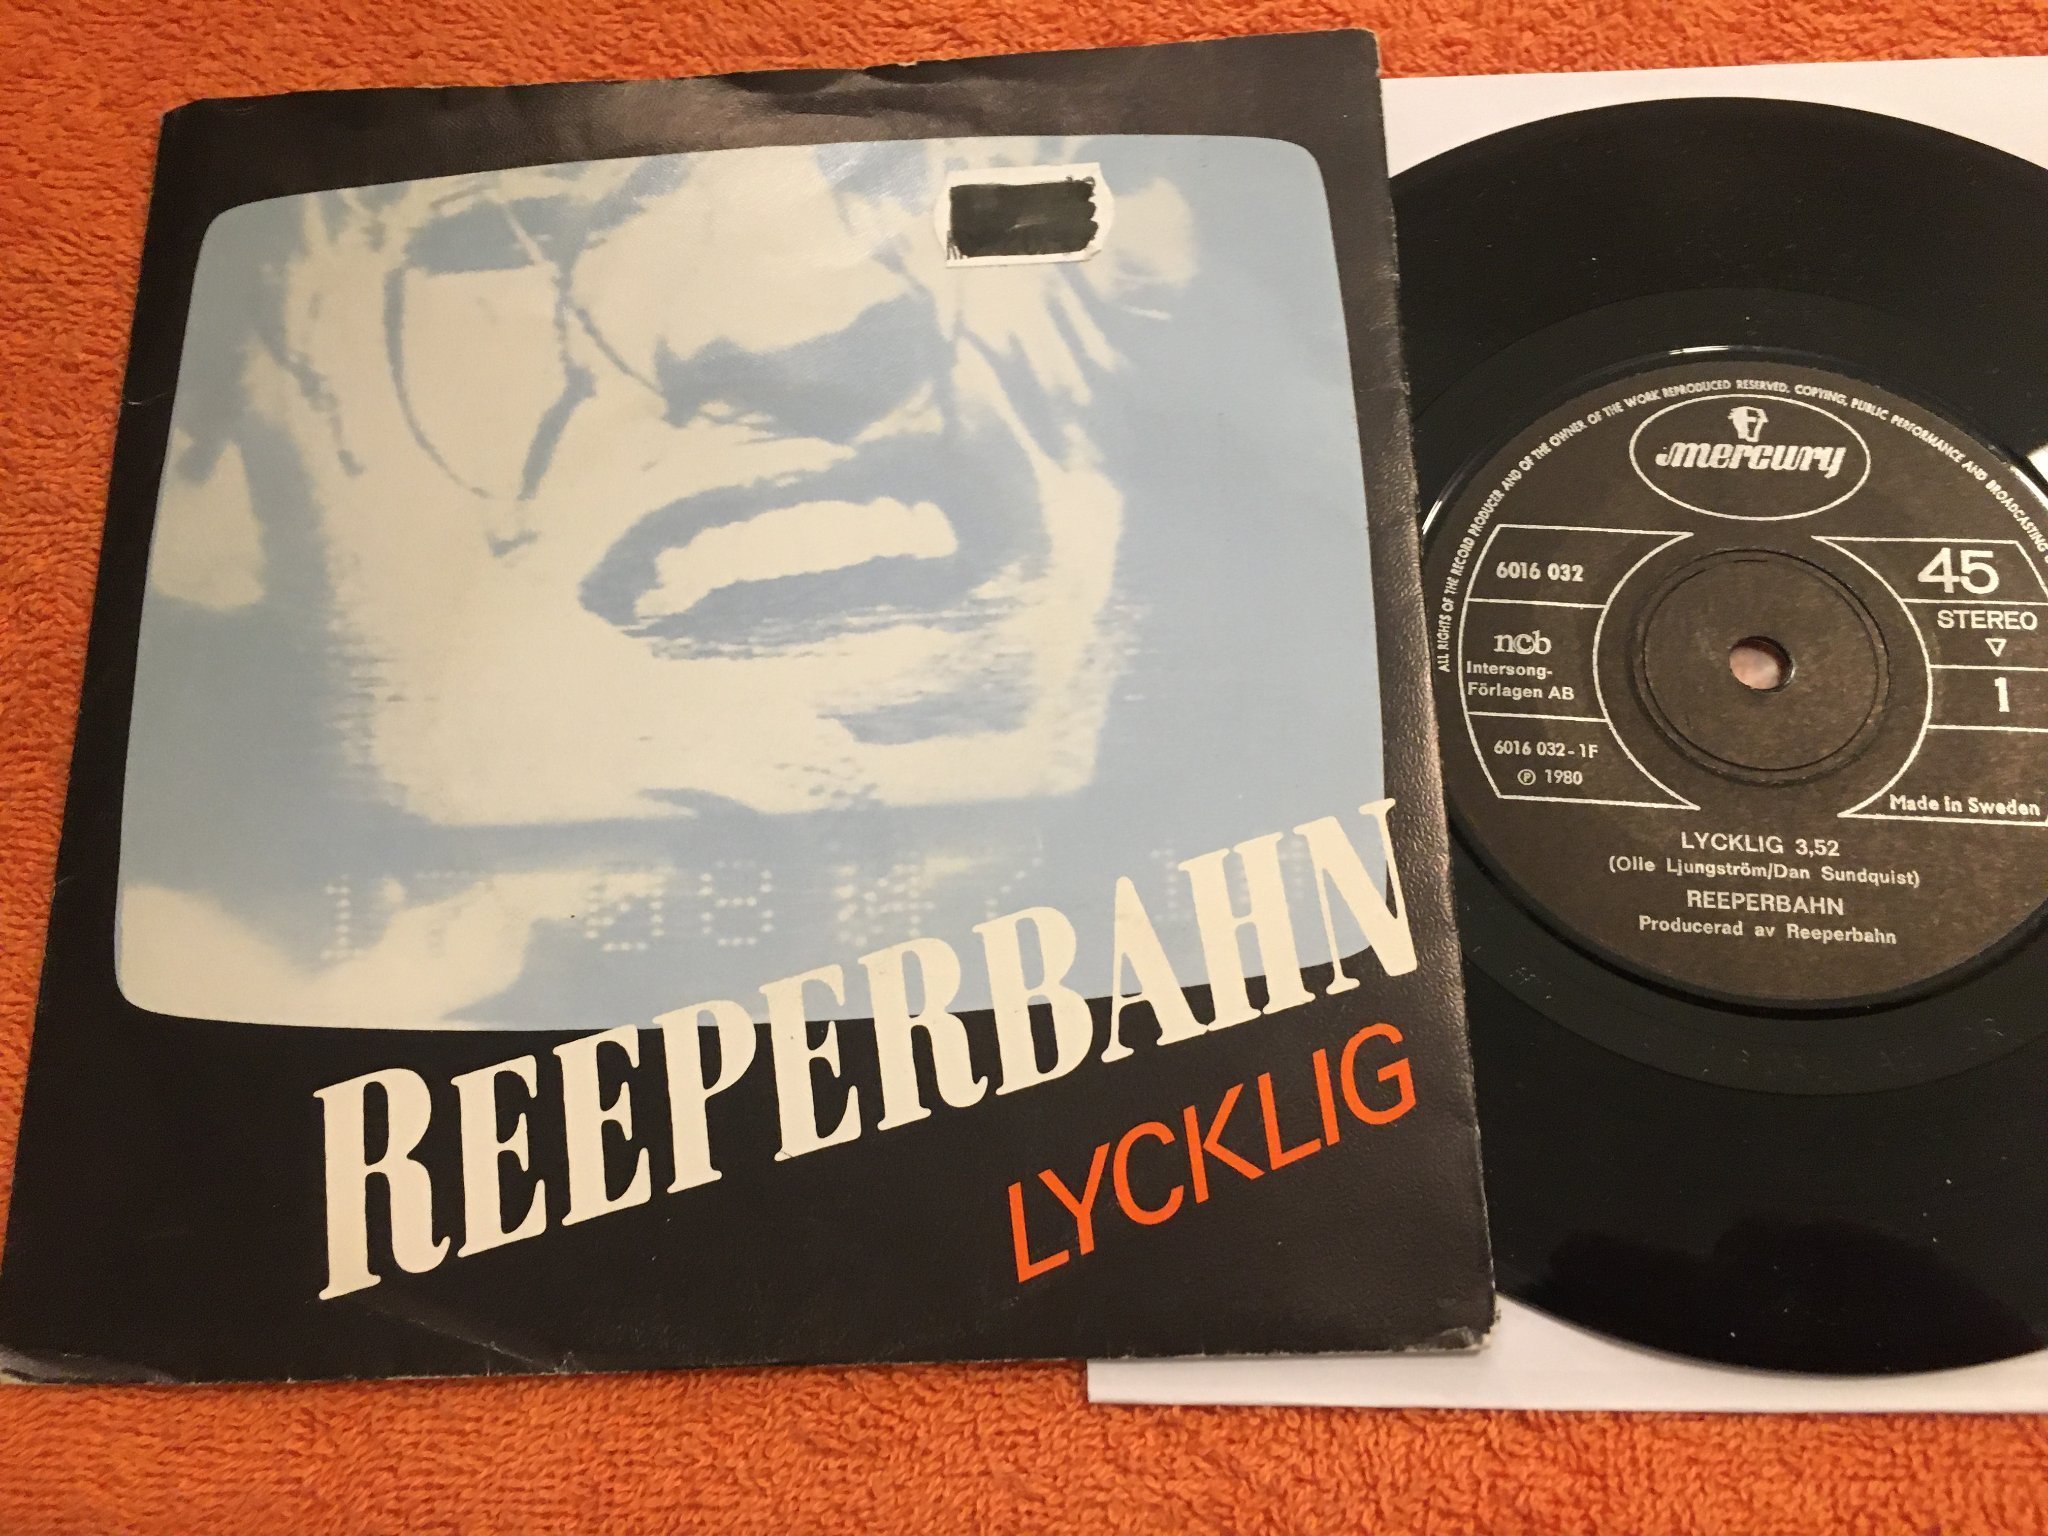 REEPERBAHN
LYCKLIG
ALL RIGHTS OF THE RECORD PRODUCER AND OF THE OWNER OF THE WORK REPRODUCED RESERVED. COPYING, PUBLIC PERFORMANCE AND BROADCASTING
mercury
6016 032
ncb
Intersong-
Förlagen AB
6016 032-1F
℗ 1980
45
STEREO
1
Made in Sweden
LYCKLIG 3,52
(Olle Ljungström/Dan Sundquist)
REEPERBAHN
Producerad av Reeperbahn